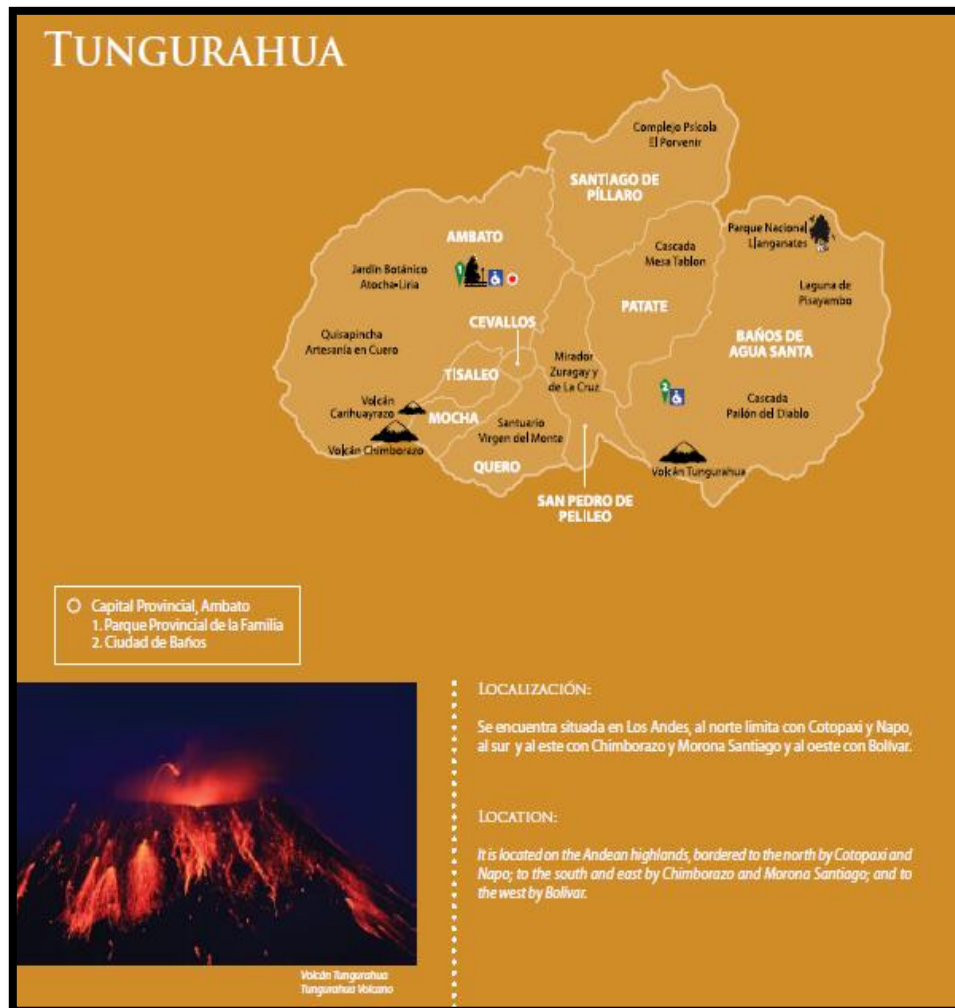 TUNGURAHUA
Complejo Psicola
El Porvenir
SANTIAGO DE
PÍLLARO
AMBATO
Parque Nacional
Llanganates
Cascada
Mesa Tablon
Jardín Botánico
Atocha-Liria
1
Laguna de
Pisayambo
PATATE
CEVALLOS
BAÑOS DE
AGUA SANTA
Quisapincha
Artesanía en Cuero
Mirador
Zuragay y
de La Cruz
TISALEO
2
Volcán
Carihuayrazo
Cascada
Pailón del Diablo
MOCHA
Santuario
Virgen del Monte
Volcán Chimborazo
QUERO
Volcán Tungurahua
SAN PEDRO DE
PELILEO
Capital Provincial, Ambato
1. Parque Provincial de la Familia
2. Ciudad de Baños
LOCALIZACIÓN:
Se encuentra situada en Los Andes, al norte limita con Cotopaxi y Napo,
al sur y al este con Chimborazo y Morona Santiago y al oeste con Bolívar.
LOCATION:
It is located on the Andean highlands, bordered to the north by Cotopaxi and
Napo; to the south and east by Chimborazo and Morona Santiago; and to
the west by Bolívar.
Volcán Tungurahua
Tungurahua Volcano